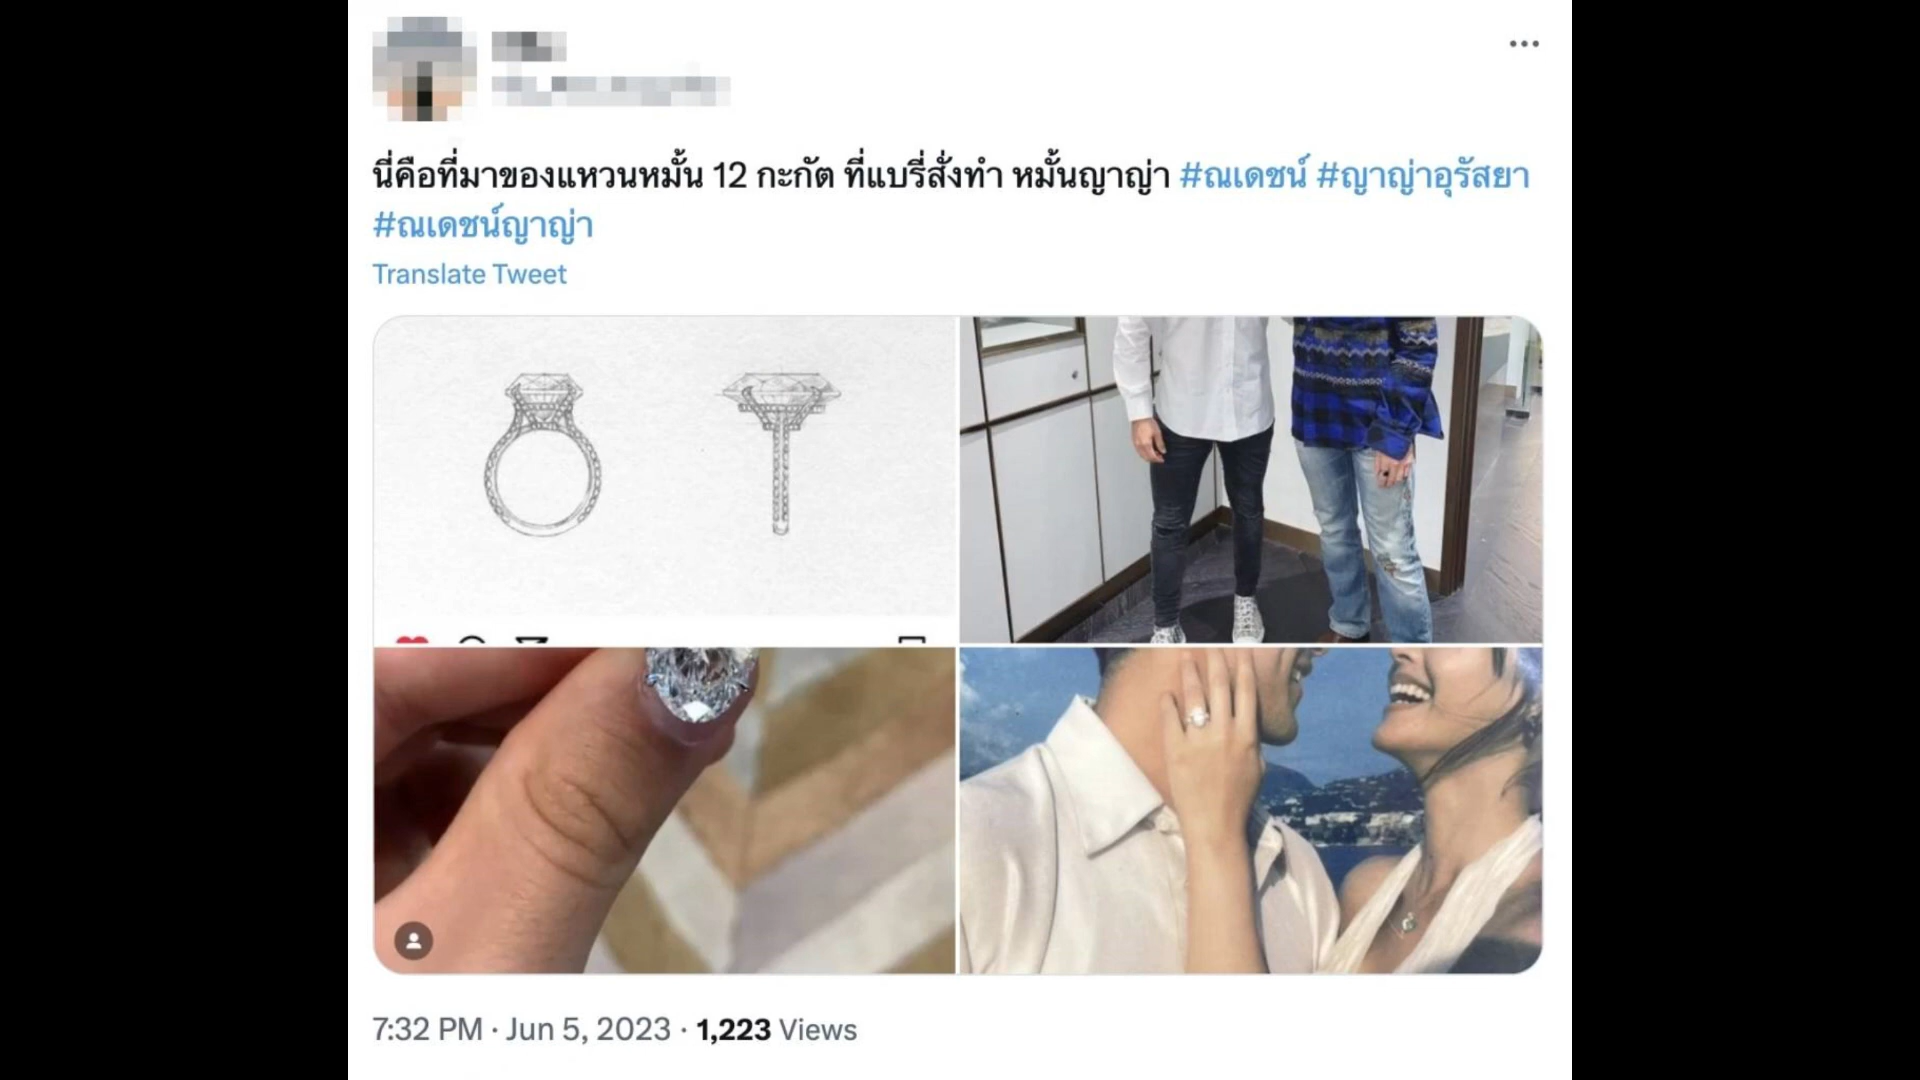 นี่คือที่มาของแหวนหมั้น 12 กะกัต ที่แบรี่สั่งทำ หมั้นญาญ่า #ณเดชน์ #ญาญ่าอุรัสยา
#ณเดชน์ญาญ่า
Translate Tweet
7:32 PM · Jun 5, 2023 · 1,223 Views